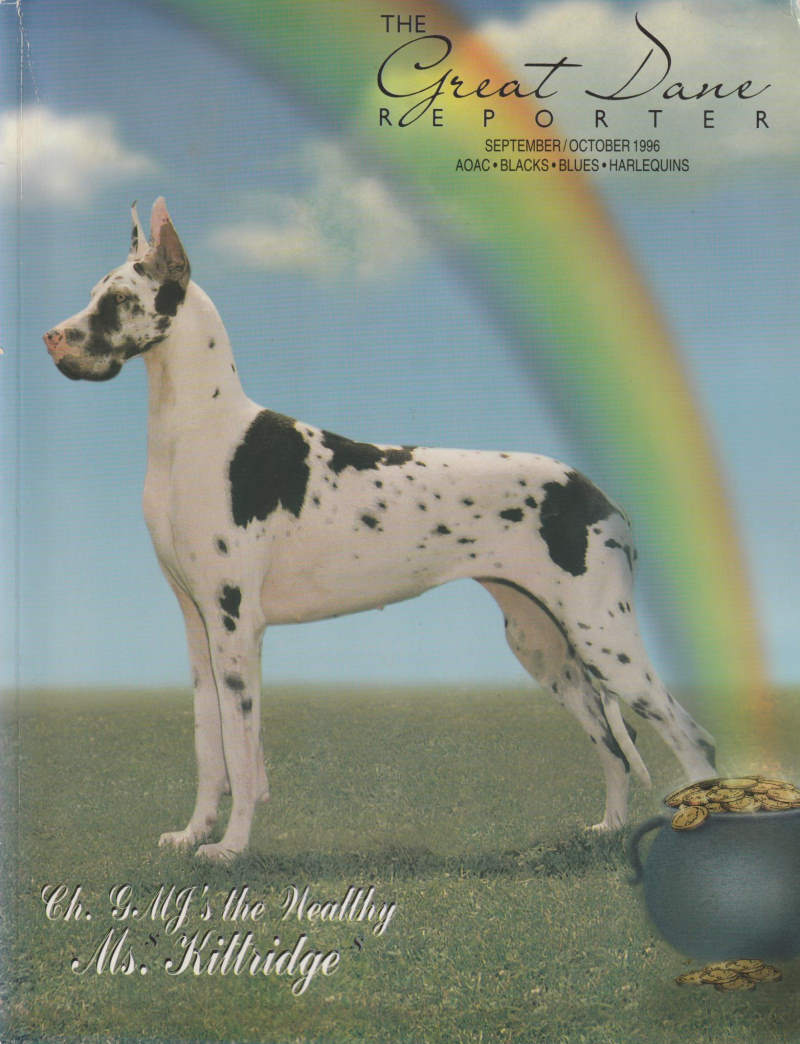 THE
Great Dane
REPORTER
SEPTEMBER/OCTOBER 1996
AOAC • BLACKS • BLUES • HARLEQUINS
Ch. GMJ's the Wealthy
Ms. Kittridge